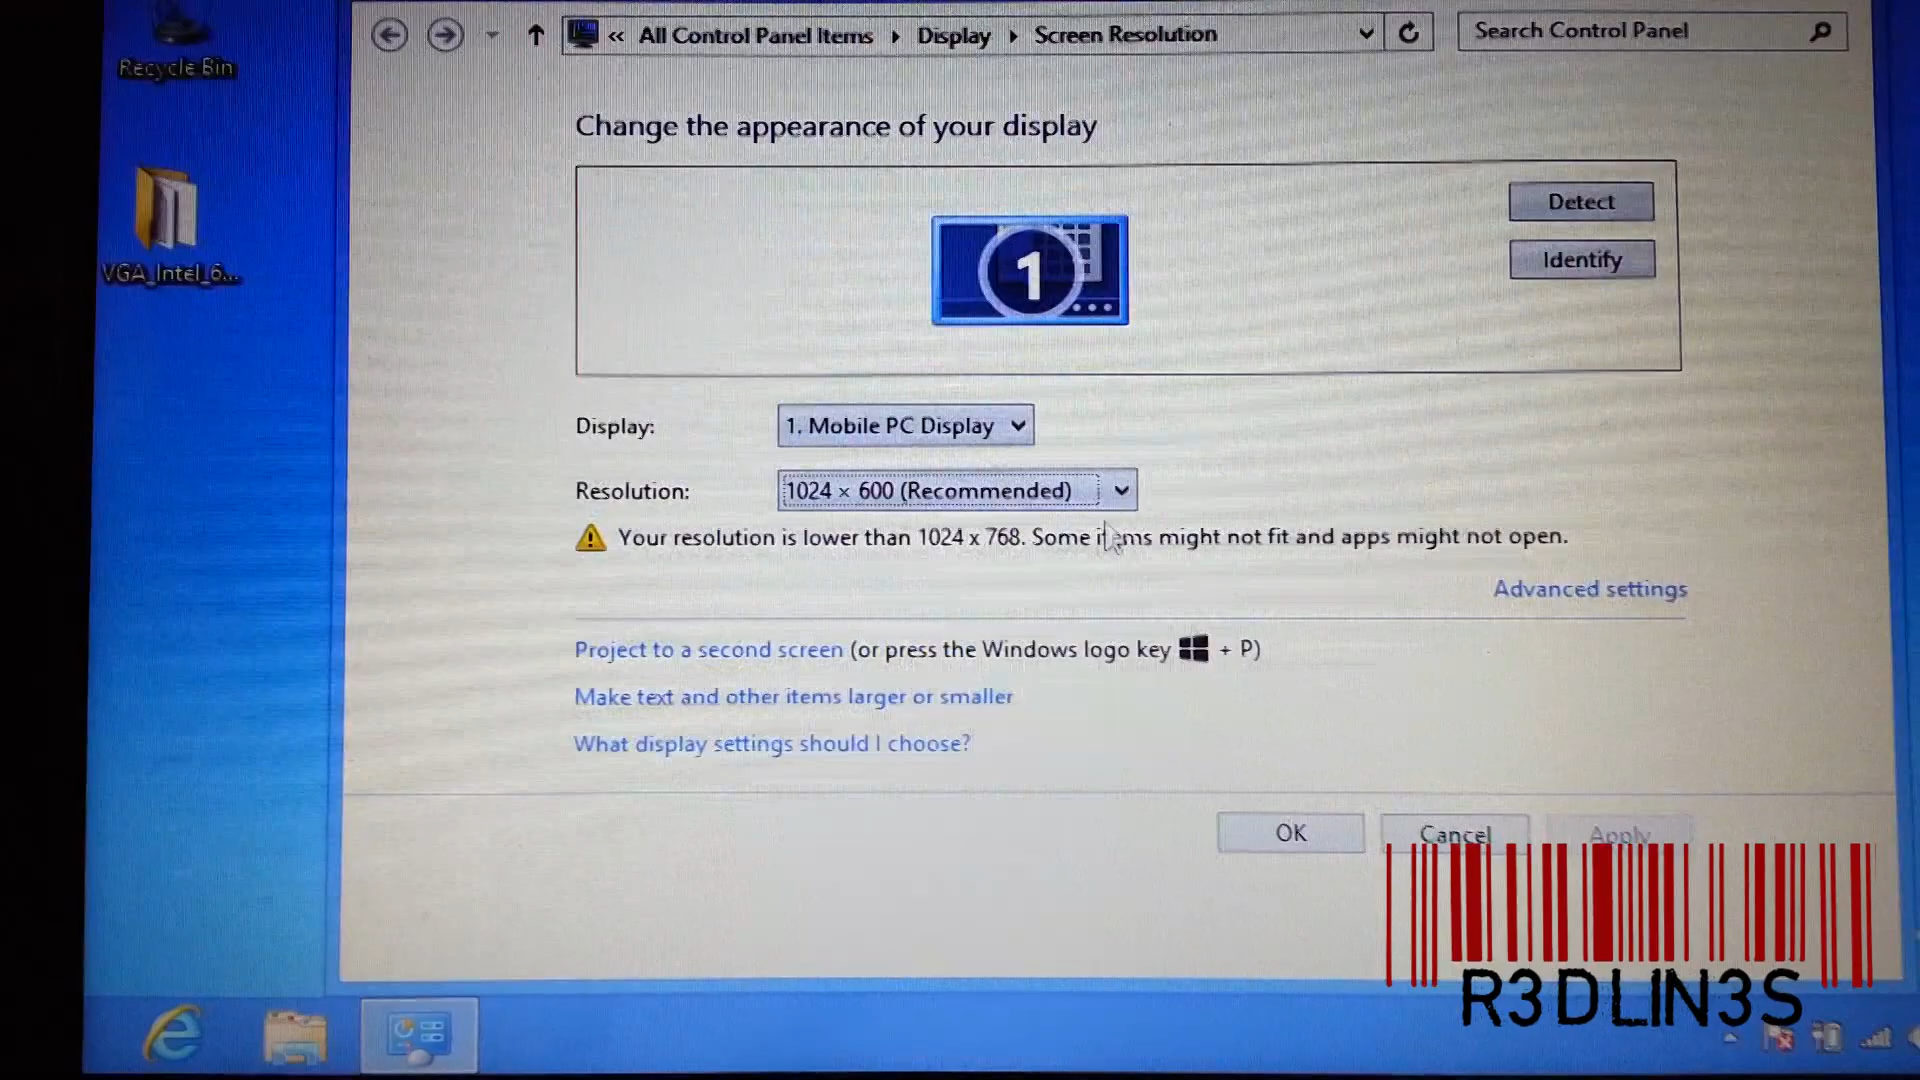 « All Control Panel Items ▸ Display ▸ Screen Resolution
Search Control Panel
Recycle Bin
Change the appearance of your display
Detect
1
Identify
VGA_Intel_6...
Display:
1. Mobile PC Display
Resolution:
1024 × 600 (Recommended)
Your resolution is lower than 1024 x 768. Some items might not fit and apps might not open.
Advanced settings
Project to a second screen (or press the Windows logo key + P)
Make text and other items larger or smaller
What display settings should I choose?
OK
Cancel
Apply
R3DLIN3S